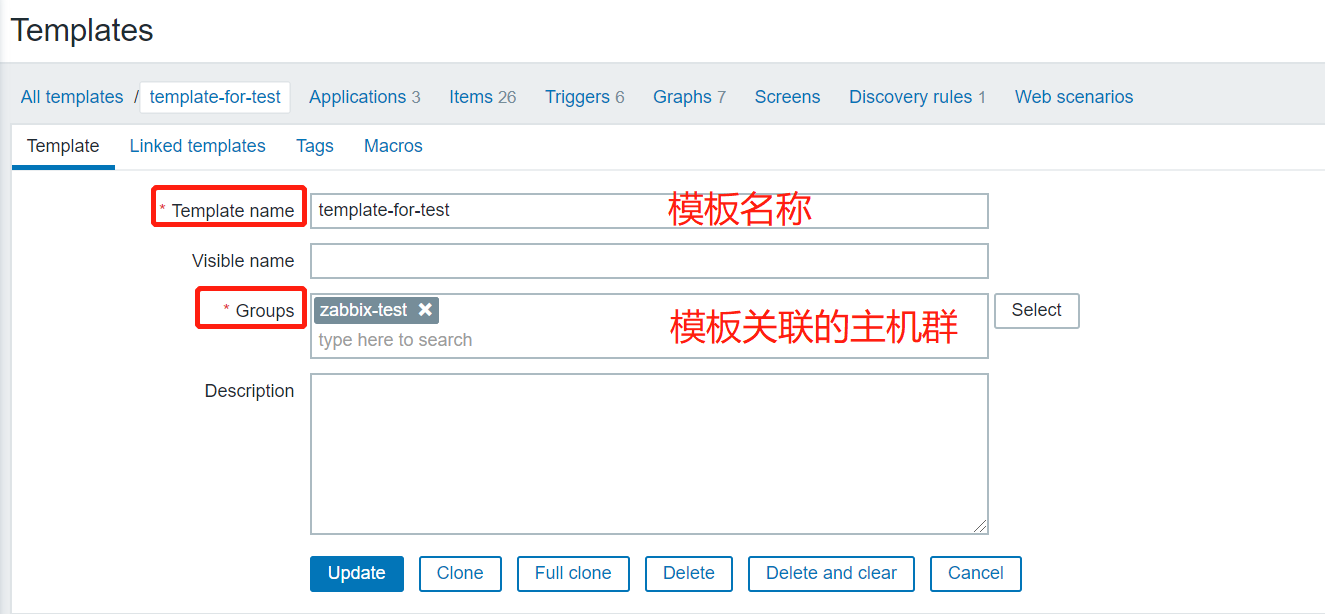 Templates
All templates / template-for-test Applications 3 Items 26 Triggers 6 Graphs 7 Screens Discovery rules 1 Web scenarios
Template Linked templates Tags Macros
* Template name template-for-test 模板名称
Visible name
* Groups zabbix-test ✖ Select
type here to search 模板关联的主机群
Description
Update Clone Full clone Delete Delete and clear Cancel